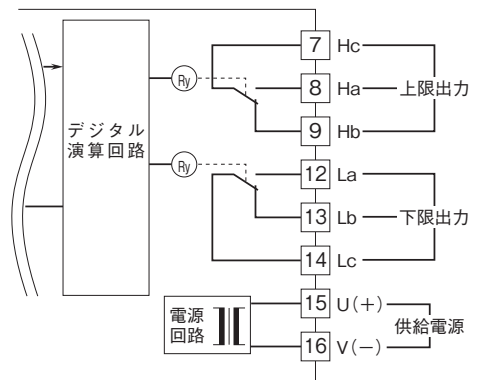 7 Hc
Ry
8 Ha 上限出力
9 Hb
デジタル
演算回路
Ry
12 La
13 Lb 下限出力
14 Lc
15 U(+)
電源
回路
供給電源
16 V(−)